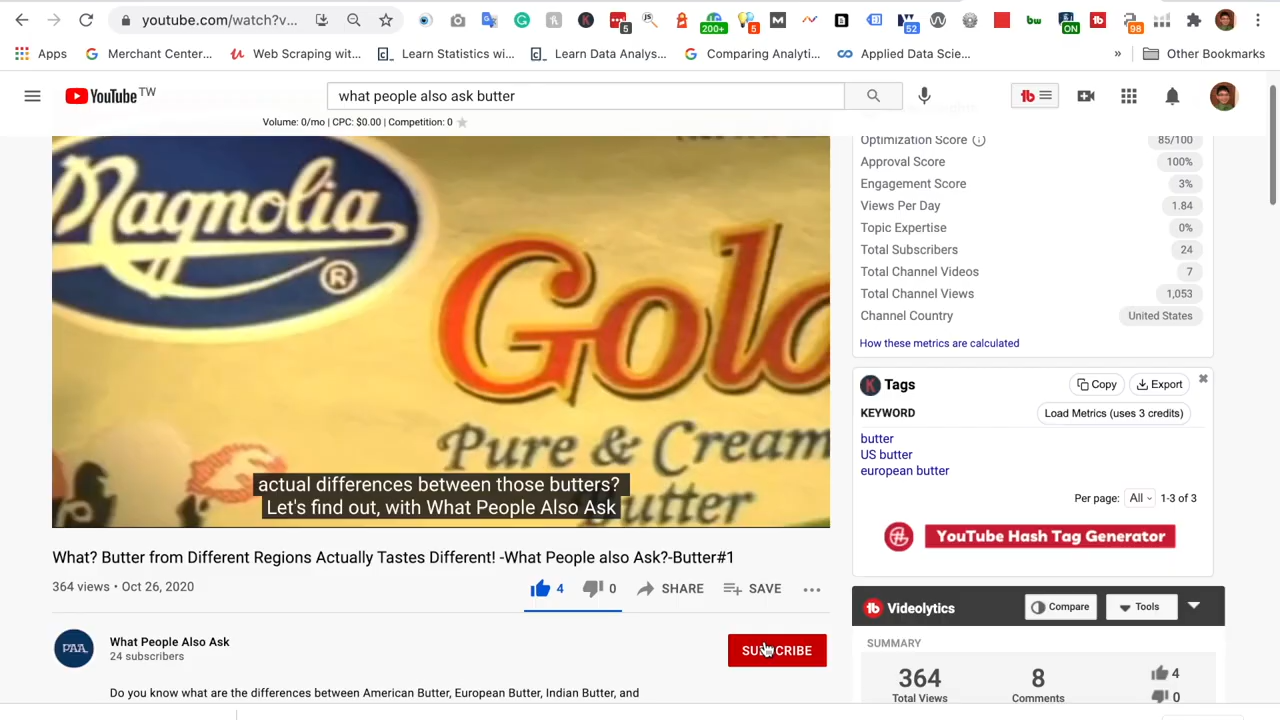 youtube.com/watch?v...
5
200+
5
52
ON
98
Apps
Merchant Center...
Web Scraping wit...
Learn Statistics wi...
Learn Data Analys...
Comparing Analyti...
Applied Data Scie...
»
Other Bookmarks
YouTube TW
what people also ask butter
Volume: 0/mo | CPC: $0.00 | Competition: 0
Magnolia
®
Gold
Pure & Cream
Butter
actual differences between those butters?
Let's find out, with What People Also Ask
What? Butter from Different Regions Actually Tastes Different! -What People also Ask?-Butter#1
364 views • Oct 26, 2020
4
0
SHARE
SAVE
PAA
What People Also Ask
24 subscribers
SUBSCRIBE
Do you know what are the differences between American Butter, European Butter, Indian Butter, and
Optimization Score 85/100
Approval Score 100%
Engagement Score 3%
Views Per Day 1.84
Topic Expertise 0%
Total Subscribers 24
Total Channel Videos 7
Total Channel Views 1,053
Channel Country United States
How these metrics are calculated
K Tags
Copy
Export
KEYWORD
Load Metrics (uses 3 credits)
butter
US butter
european butter
Per page: All 1-3 of 3
YouTube Hash Tag Generator
tb Videolytics
Compare
Tools
SUMMARY
364
Total Views
8
Comments
4
0